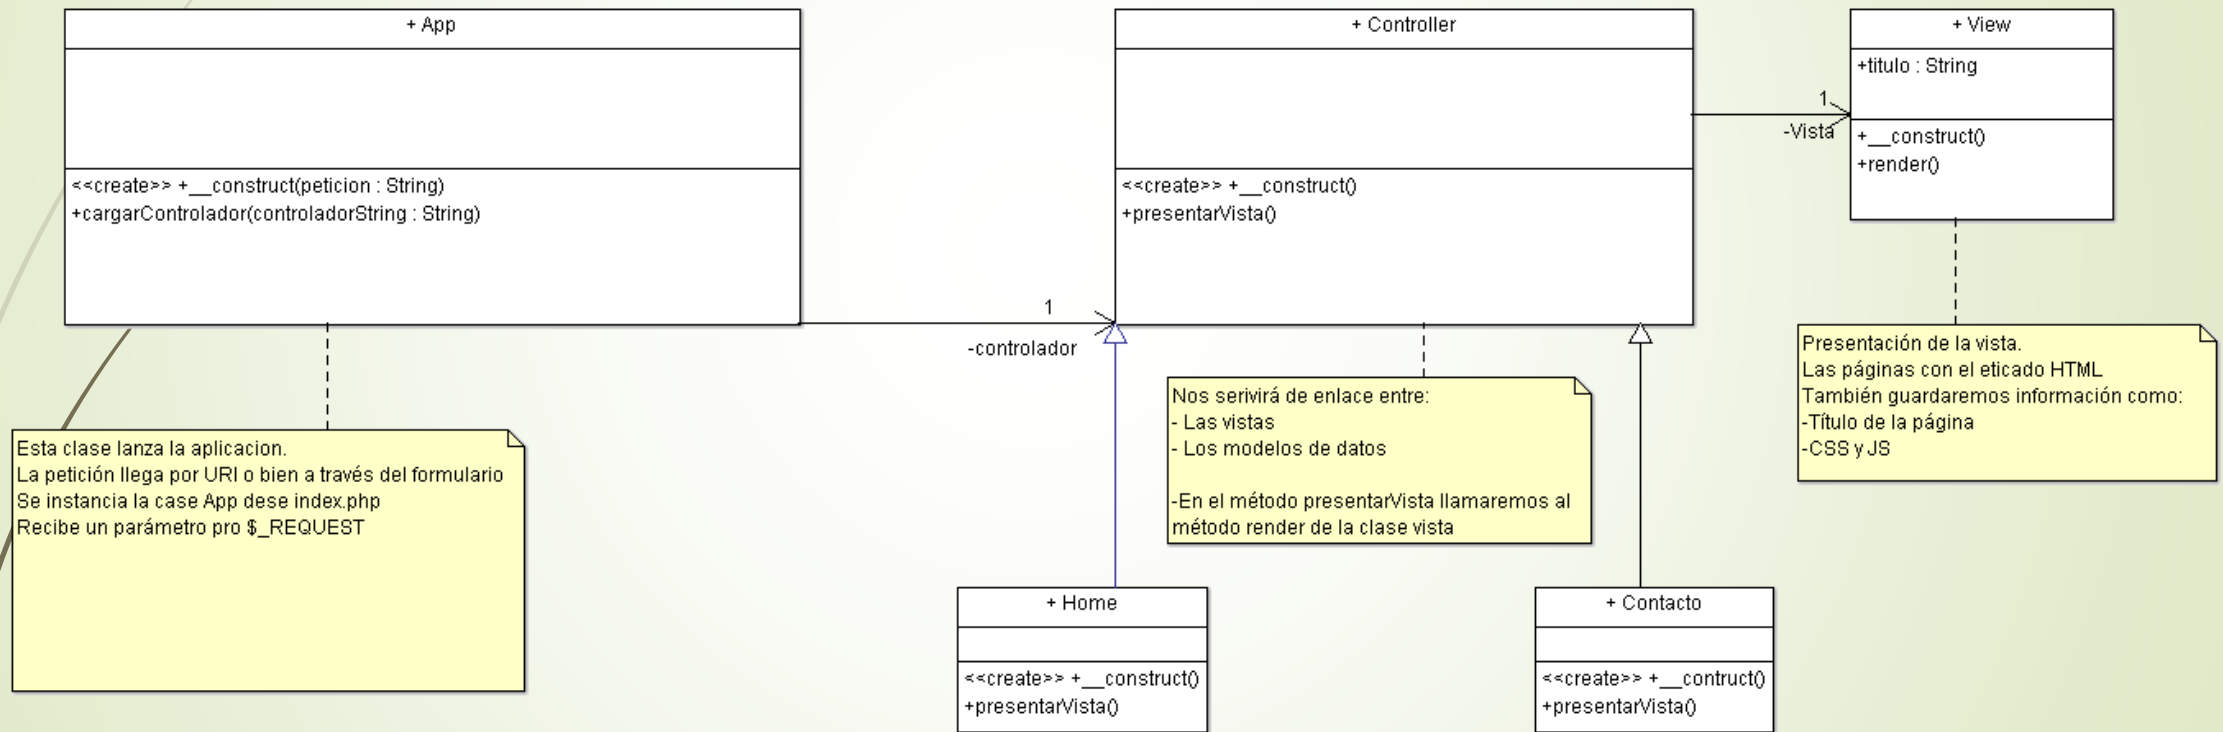 + App
<<create>> +__construct(peticion : String)
+cargarControlador(controladorString : String)
Esta clase lanza la aplicacion.
La petición llega por URI o bien a través del formulario
Se instancia la case App dese index.php
Recibe un parámetro pro $_REQUEST
1
-controlador
+ Controller
<<create>> +__construct()
+presentarVista()
Nos serivirá de enlace entre:
- Las vistas
- Los modelos de datos
-En el método presentarVista llamaremos al
método render de la clase vista
1
-Vista
+ View
+titulo : String
+__construct()
+render()
Presentación de la vista.
Las páginas con el eticado HTML
También guardaremos información como:
-Título de la página
-CSS y JS
+ Home
<<create>> +__construct()
+presentarVista()
+ Contacto
<<create>> +__contruct()
+presentarVista()